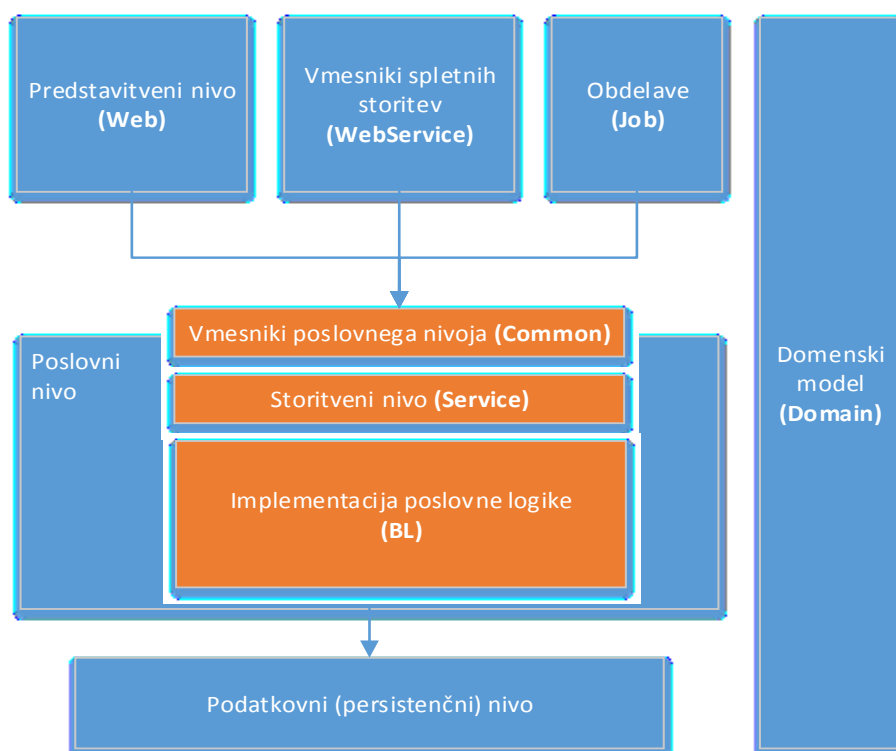 Predstavitveni nivo
(Web)
Vmesniki spletnih
storitev
(WebService)
Obdelave
(Job)
Vmesniki poslovnega nivoja (Common)
Poslovni
nivo
Storitveni nivo (Service)
Implementacija poslovne logike
(BL)
Domenski
model
(Domain)
Podatkovni (persistenčni) nivo